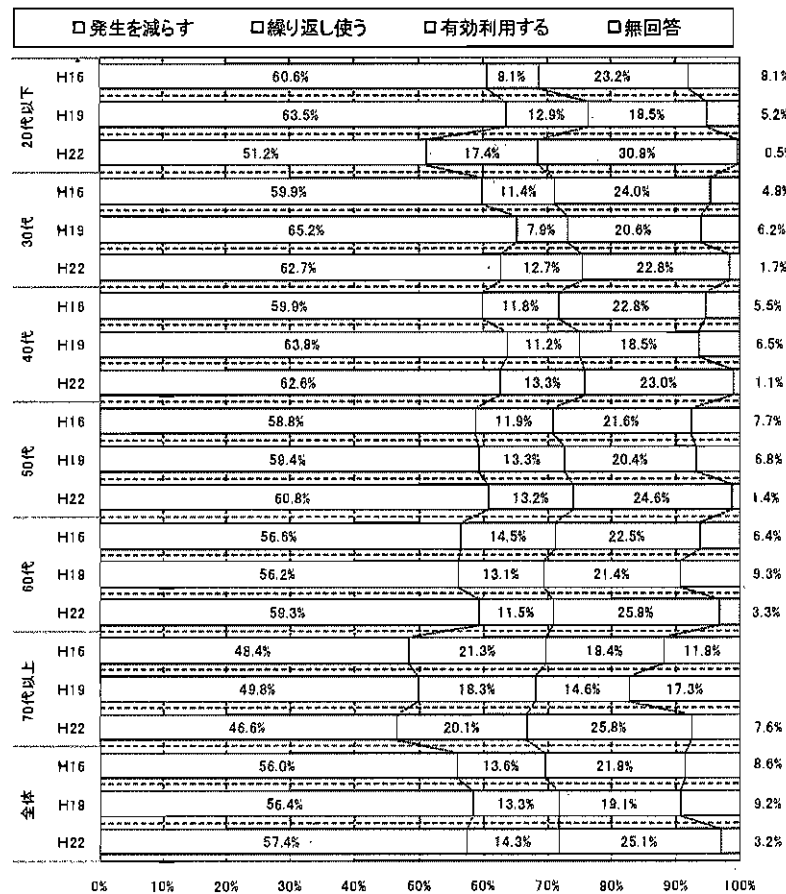 □発生を減らす □繰り返し使う □有効利用する □無回答
20代以下
H16 60.6% 8.1% 23.2% 8.1%
H19 63.5% 12.9% 18.5% 5.2%
H22 51.2% 17.4% 30.8% 0.5%
30代
H16 59.9% 11.4% 24.0% 4.8%
H19 65.2% 7.9% 20.6% 6.2%
H22 62.7% 12.7% 22.8% 1.7%
40代
H16 59.9% 11.8% 22.8% 5.5%
H19 63.8% 11.2% 18.5% 6.5%
H22 62.6% 13.3% 23.0% 1.1%
50代
H16 58.8% 11.9% 21.6% 7.7%
H19 59.4% 13.3% 20.4% 6.8%
H22 60.8% 13.2% 24.6% 1.4%
60代
H16 56.6% 14.5% 22.5% 6.4%
H19 56.2% 13.1% 21.4% 9.3%
H22 59.3% 11.5% 25.8% 3.3%
70代以上
H16 48.4% 21.3% 18.4% 11.8%
H19 49.8% 18.3% 14.6% 17.3%
H22 46.6% 20.1% 25.8% 7.6%
全体
H16 56.0% 13.6% 21.8% 8.6%
H19 13.3% 19.1% 9.2%
H22 57.4% 14.3% 25.1% 3.2%
0% 10% 20% 30% 40% 50% 60% 70% 80% 90% 100%